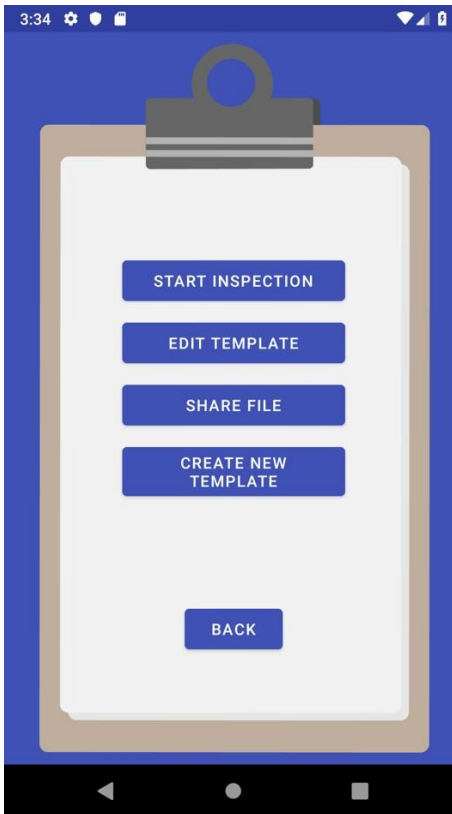 3:34
START INSPECTION
EDIT TEMPLATE
SHARE FILE
CREATE NEW
TEMPLATE
BACK